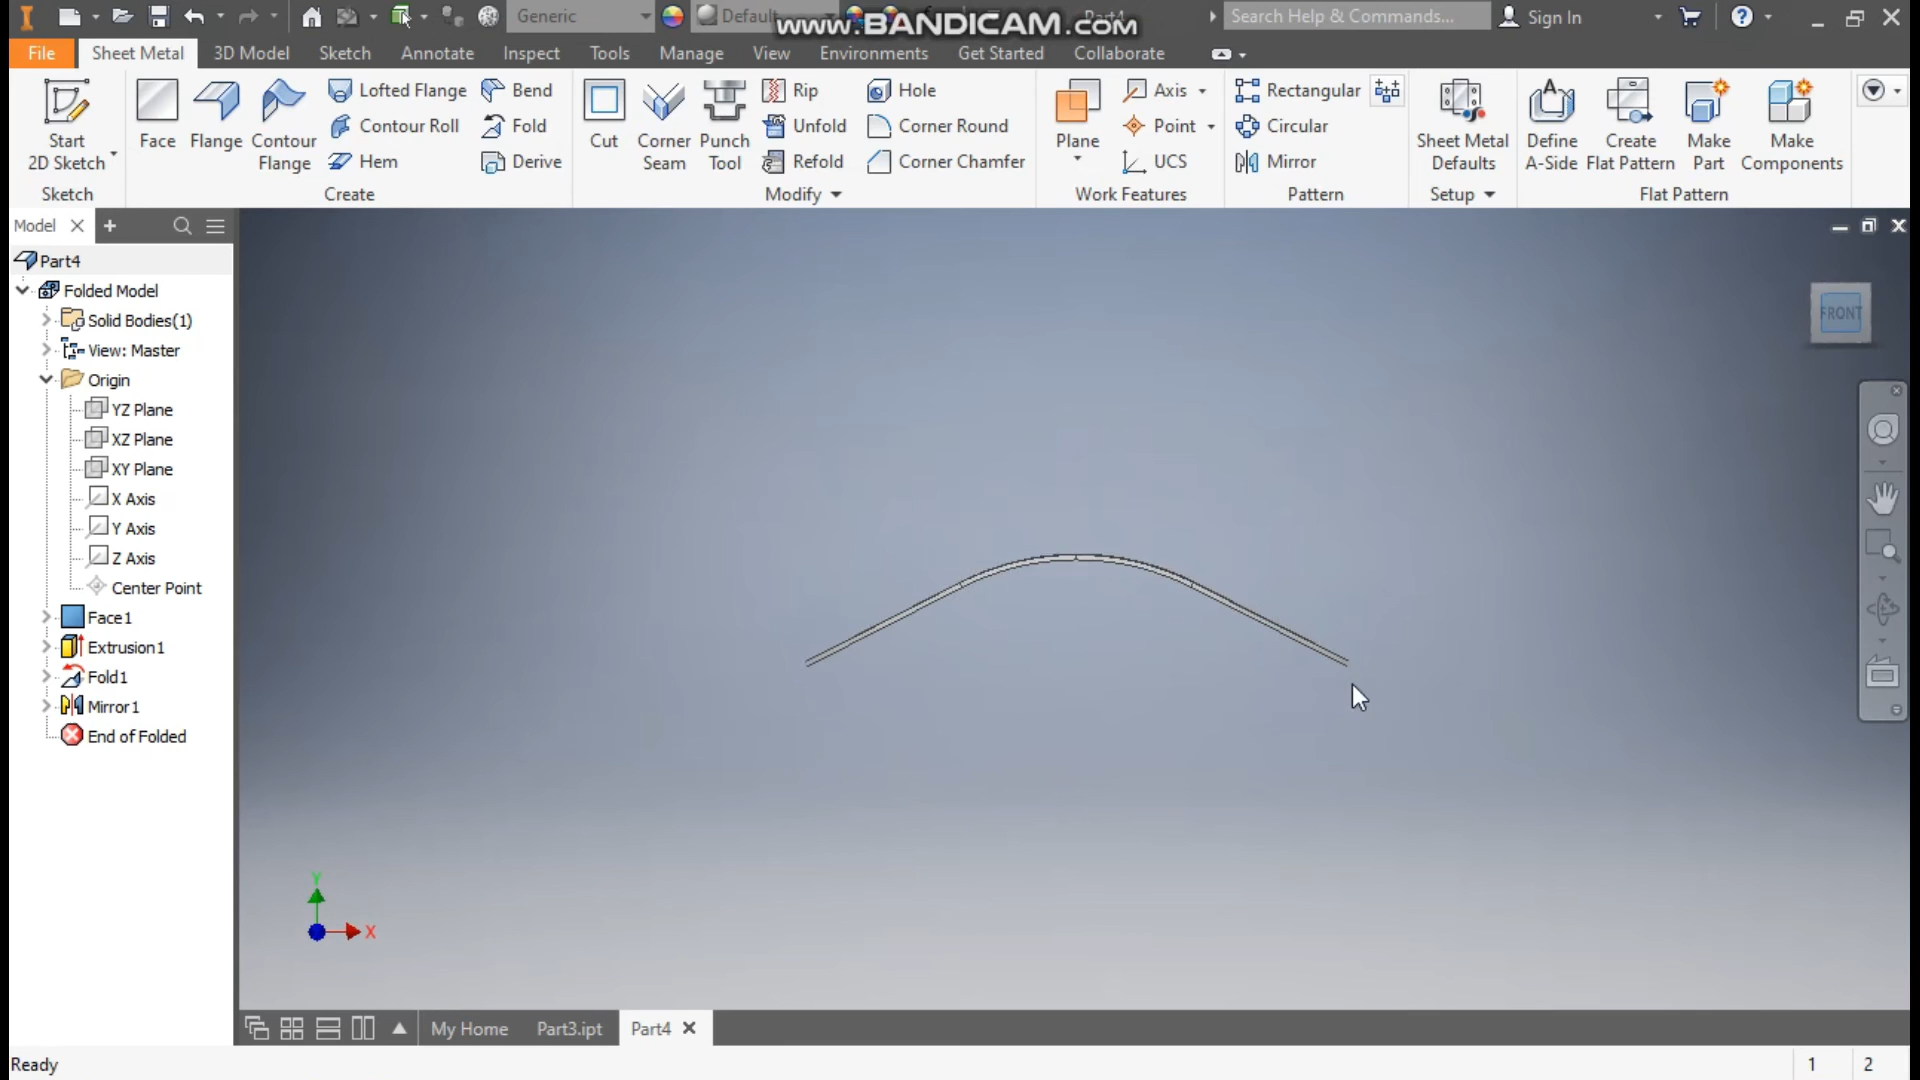 Generic
Default
www.BANDICAM.com
Part4
Search Help & Commands...
Sign In
File
Sheet Metal
3D Model
Sketch
Annotate
Inspect
Tools
Manage
View
Environments
Get Started
Collaborate
Start
2D Sketch
Face
Flange
Contour
Flange
Lofted Flange
Contour Roll
Hem
Bend
Fold
Derive
Cut
Corner
Seam
Punch
Tool
Rip
Unfold
Refold
Hole
Corner Round
Corner Chamfer
Plane
Axis
Point
UCS
Rectangular
Circular
Mirror
Sheet Metal
Defaults
Define
A-Side
Create
Flat Pattern
Make
Part
Make
Components
Sketch
Create
Modify
Work Features
Pattern
Setup
Flat Pattern
Model
Part4
Folded Model
Solid Bodies(1)
View: Master
Origin
YZ Plane
XZ Plane
XY Plane
X Axis
Y Axis
Z Axis
Center Point
Face1
Extrusion1
Fold1
Mirror1
End of Folded
FRONT
Y
X
My Home
Part3.ipt
Part4
Ready
1
2